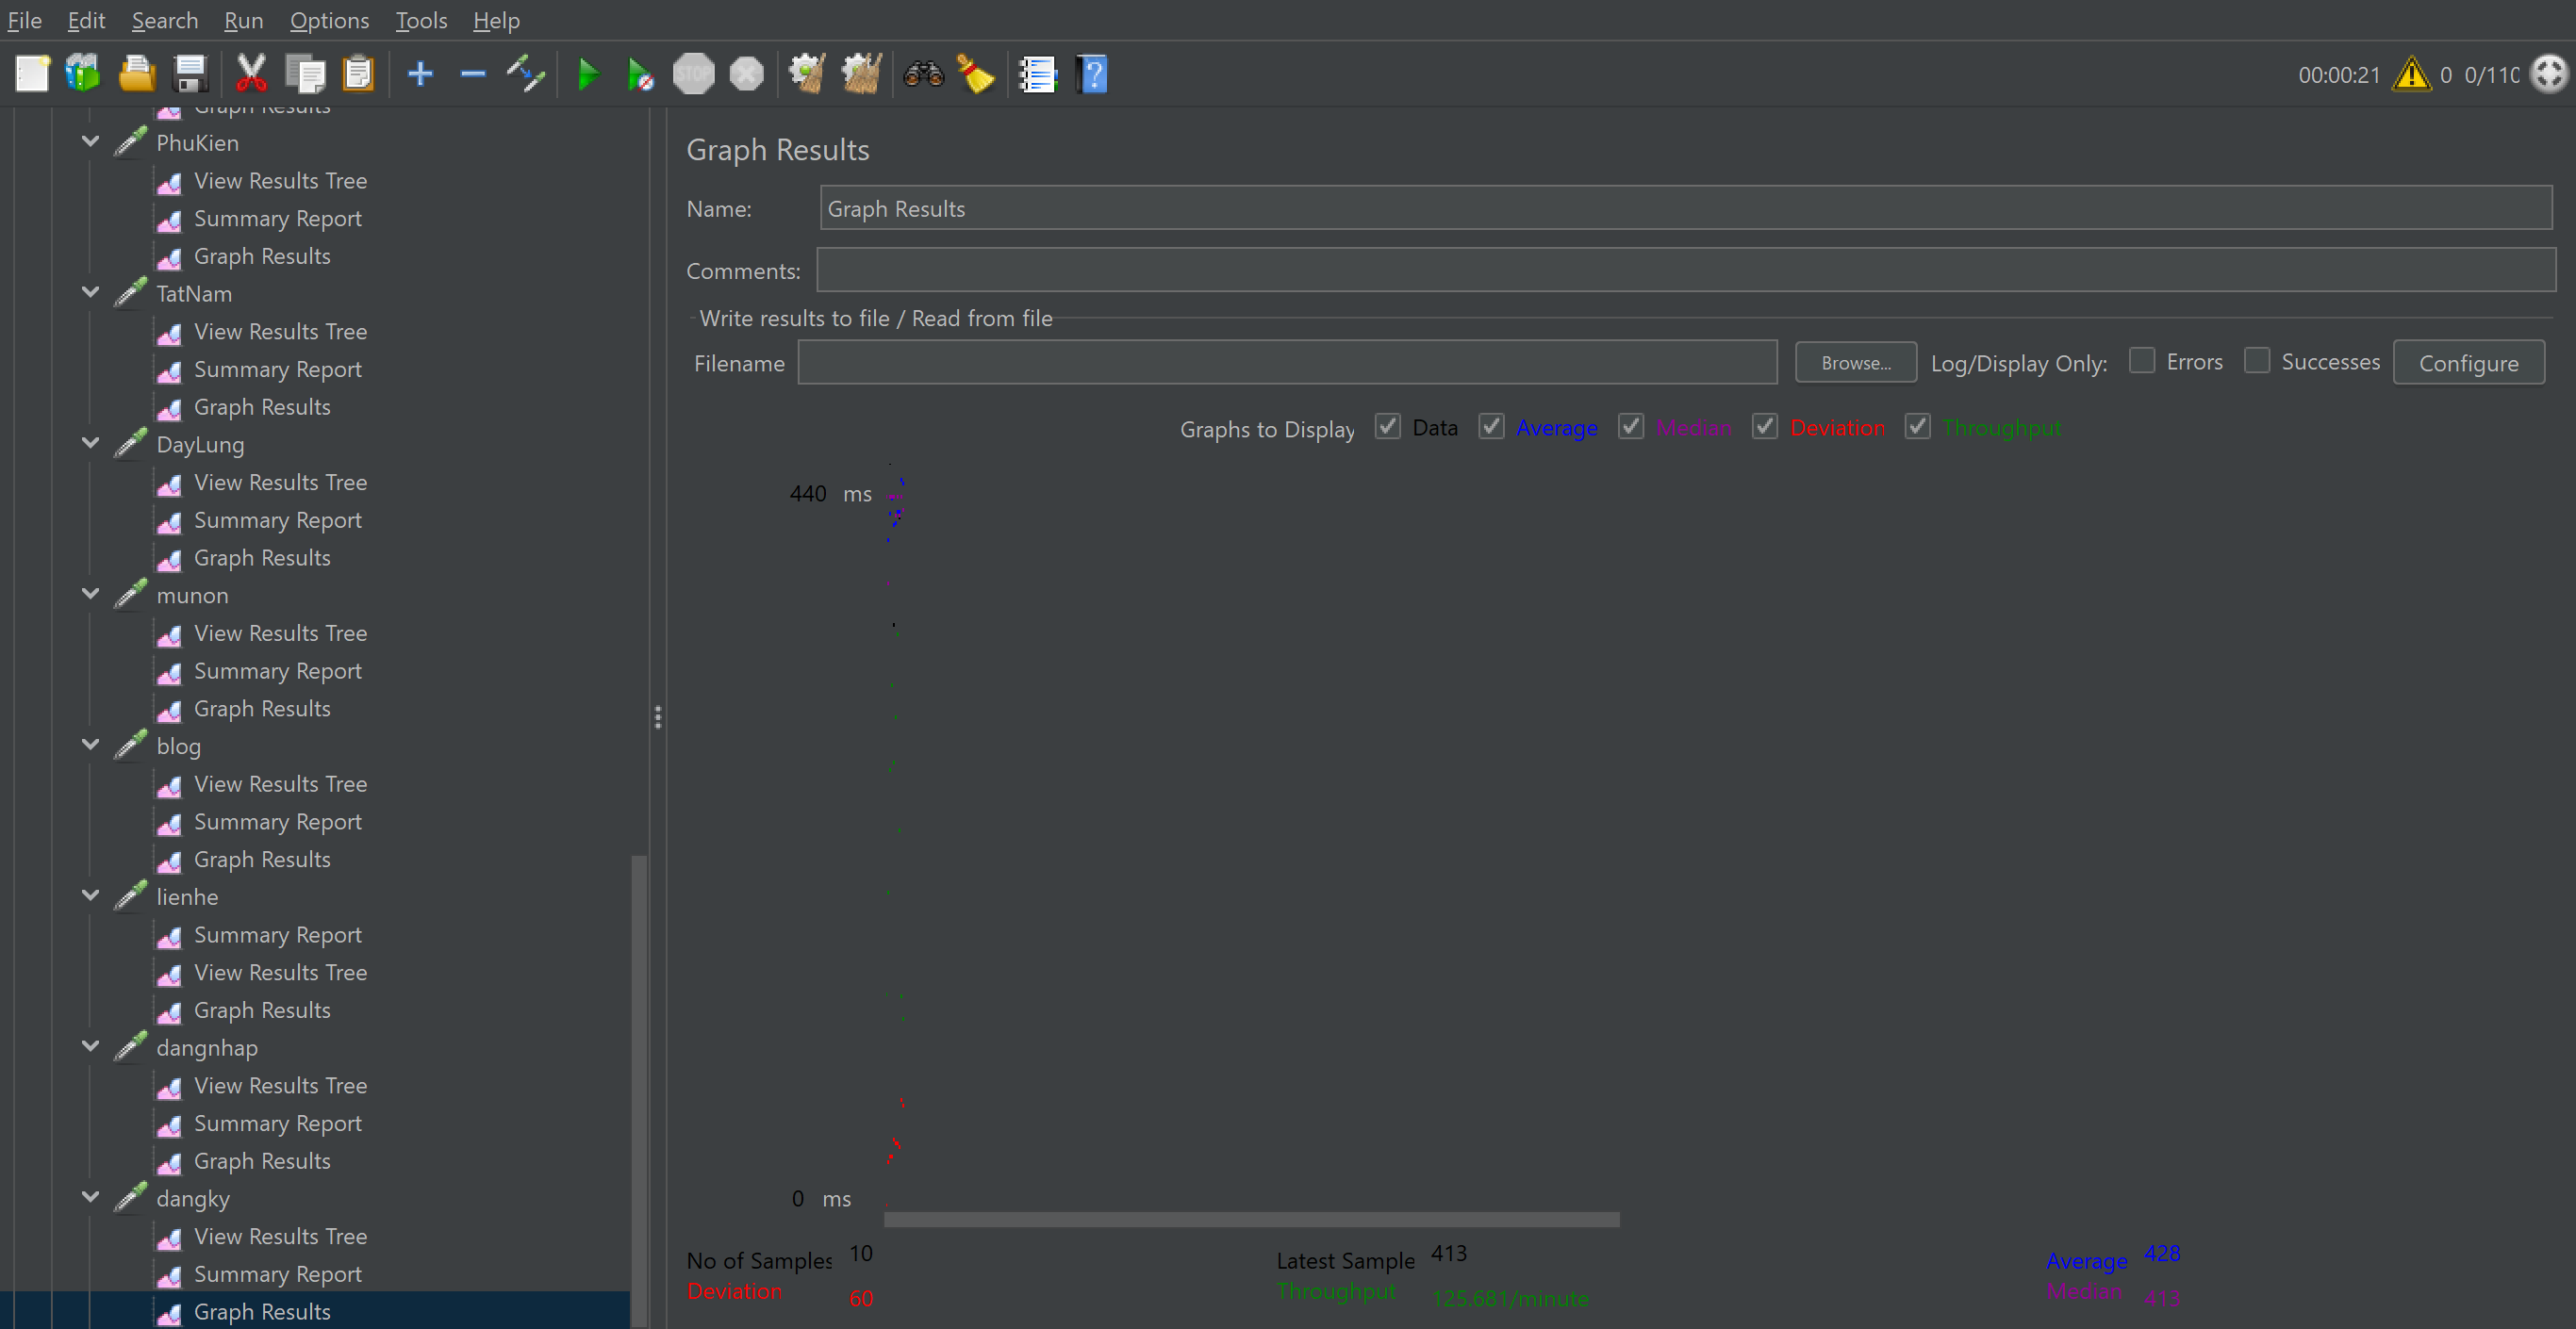 File Edit Search Run Options Tools Help
STOP
00:00:21 0 0/110
Graph Results
PhuKien
View Results Tree
Summary Report
Graph Results
TatNam
View Results Tree
Summary Report
Graph Results
DayLung
View Results Tree
Summary Report
Graph Results
munon
View Results Tree
Summary Report
Graph Results
blog
View Results Tree
Summary Report
Graph Results
lienhe
Summary Report
View Results Tree
Graph Results
dangnhap
View Results Tree
Summary Report
Graph Results
dangky
View Results Tree
Summary Report
Graph Results
Graph Results
Name: Graph Results
Comments:
Write results to file / Read from file
Filename Browse... Log/Display Only: Errors Successes Configure
Graphs to Display Data Average Median Deviation Throughput
440 ms
0 ms
No of Samples 10 Latest Sample 413 Average 428
Deviation 60 Throughput 125.681/minute Median 413